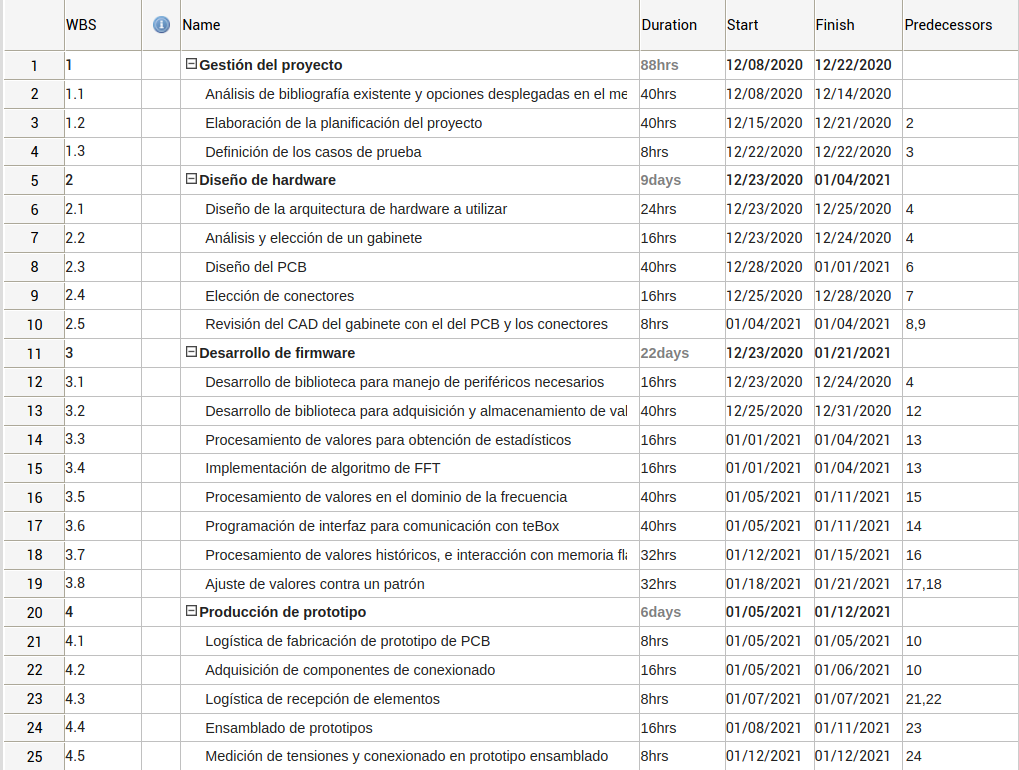 WBS Name Duration Start Finish Predecessors
1 1 Gestión del proyecto 88hrs 12/08/2020 12/22/2020
2 1.1 Análisis de bibliografía existente y opciones desplegadas en el me 40hrs 12/08/2020 12/14/2020
3 1.2 Elaboración de la planificación del proyecto 40hrs 12/15/2020 12/21/2020 2
4 1.3 Definición de los casos de prueba 8hrs 12/22/2020 12/22/2020 3
5 2 Diseño de hardware 9days 12/23/2020 01/04/2021
6 2.1 Diseño de la arquitectura de hardware a utilizar 24hrs 12/23/2020 12/25/2020 4
7 2.2 Análisis y elección de un gabinete 16hrs 12/23/2020 12/24/2020 4
8 2.3 Diseño del PCB 40hrs 12/28/2020 01/01/2021 6
9 2.4 Elección de conectores 16hrs 12/25/2020 12/28/2020 7
10 2.5 Revisión del CAD del gabinete con el del PCB y los conectores 8hrs 01/04/2021 01/04/2021 8,9
11 3 Desarrollo de firmware 22days 12/23/2020 01/21/2021
12 3.1 Desarrollo de biblioteca para manejo de periféricos necesarios 16hrs 12/23/2020 12/24/2020 4
13 3.2 Desarrollo de biblioteca para adquisición y almacenamiento de val 40hrs 12/25/2020 12/31/2020 12
14 3.3 Procesamiento de valores para obtención de estadísticos 16hrs 01/01/2021 01/04/2021 13
15 3.4 Implementación de algoritmo de FFT 16hrs 01/01/2021 01/04/2021 13
16 3.5 Procesamiento de valores en el dominio de la frecuencia 40hrs 01/05/2021 01/11/2021 15
17 3.6 Programación de interfaz para comunicación con teBox 40hrs 01/05/2021 01/11/2021 14
18 3.7 Procesamiento de valores históricos, e interacción con memoria fla 32hrs 01/12/2021 01/15/2021 16
19 3.8 Ajuste de valores contra un patrón 32hrs 01/18/2021 01/21/2021 17,18
20 4 Producción de prototipo 6days 01/05/2021 01/12/2021
21 4.1 Logística de fabricación de prototipo de PCB 8hrs 01/05/2021 01/05/2021 10
22 4.2 Adquisición de componentes de conexionado 16hrs 01/05/2021 01/06/2021 10
23 4.3 Logística de recepción de elementos 8hrs 01/07/2021 01/07/2021 21,22
24 4.4 Ensamblado de prototipos 16hrs 01/08/2021 01/11/2021 23
25 4.5 Medición de tensiones y conexionado en prototipo ensamblado 8hrs 01/12/2021 01/12/2021 24